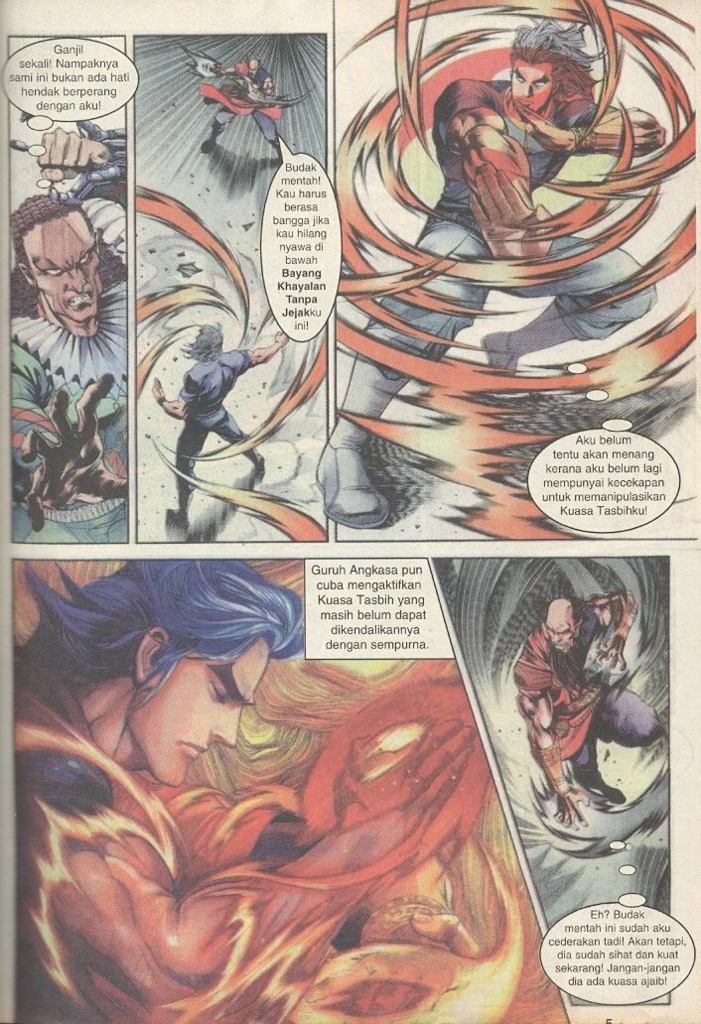 Ganjil
sekali! Nampaknya
sami ini bukan ada hati
hendak berperang
dengan aku!
Budak
mentah!
Kau harus
berasa
bangga jika
kau hilang
nyawa di
bawah
Bayang
Khayalan
Tanpa
Jejakku
ini!
Aku belum
tentu akan menang
kerana aku belum lagi
mempunyai kecekapan
untuk memanipulasikan
Kuasa Tasbihku!
Guruh Angkasa pun
cuba mengaktifkan
Kuasa Tasbih yang
masih belum dapat
dikendalikannya
dengan sempurna.
Eh? Budak
mentah ini sudah aku
cederakan tadi! Akan tetapi,
dia sudah sihat dan kuat
sekarang! Jangan-jangan
dia ada kuasa ajaib!